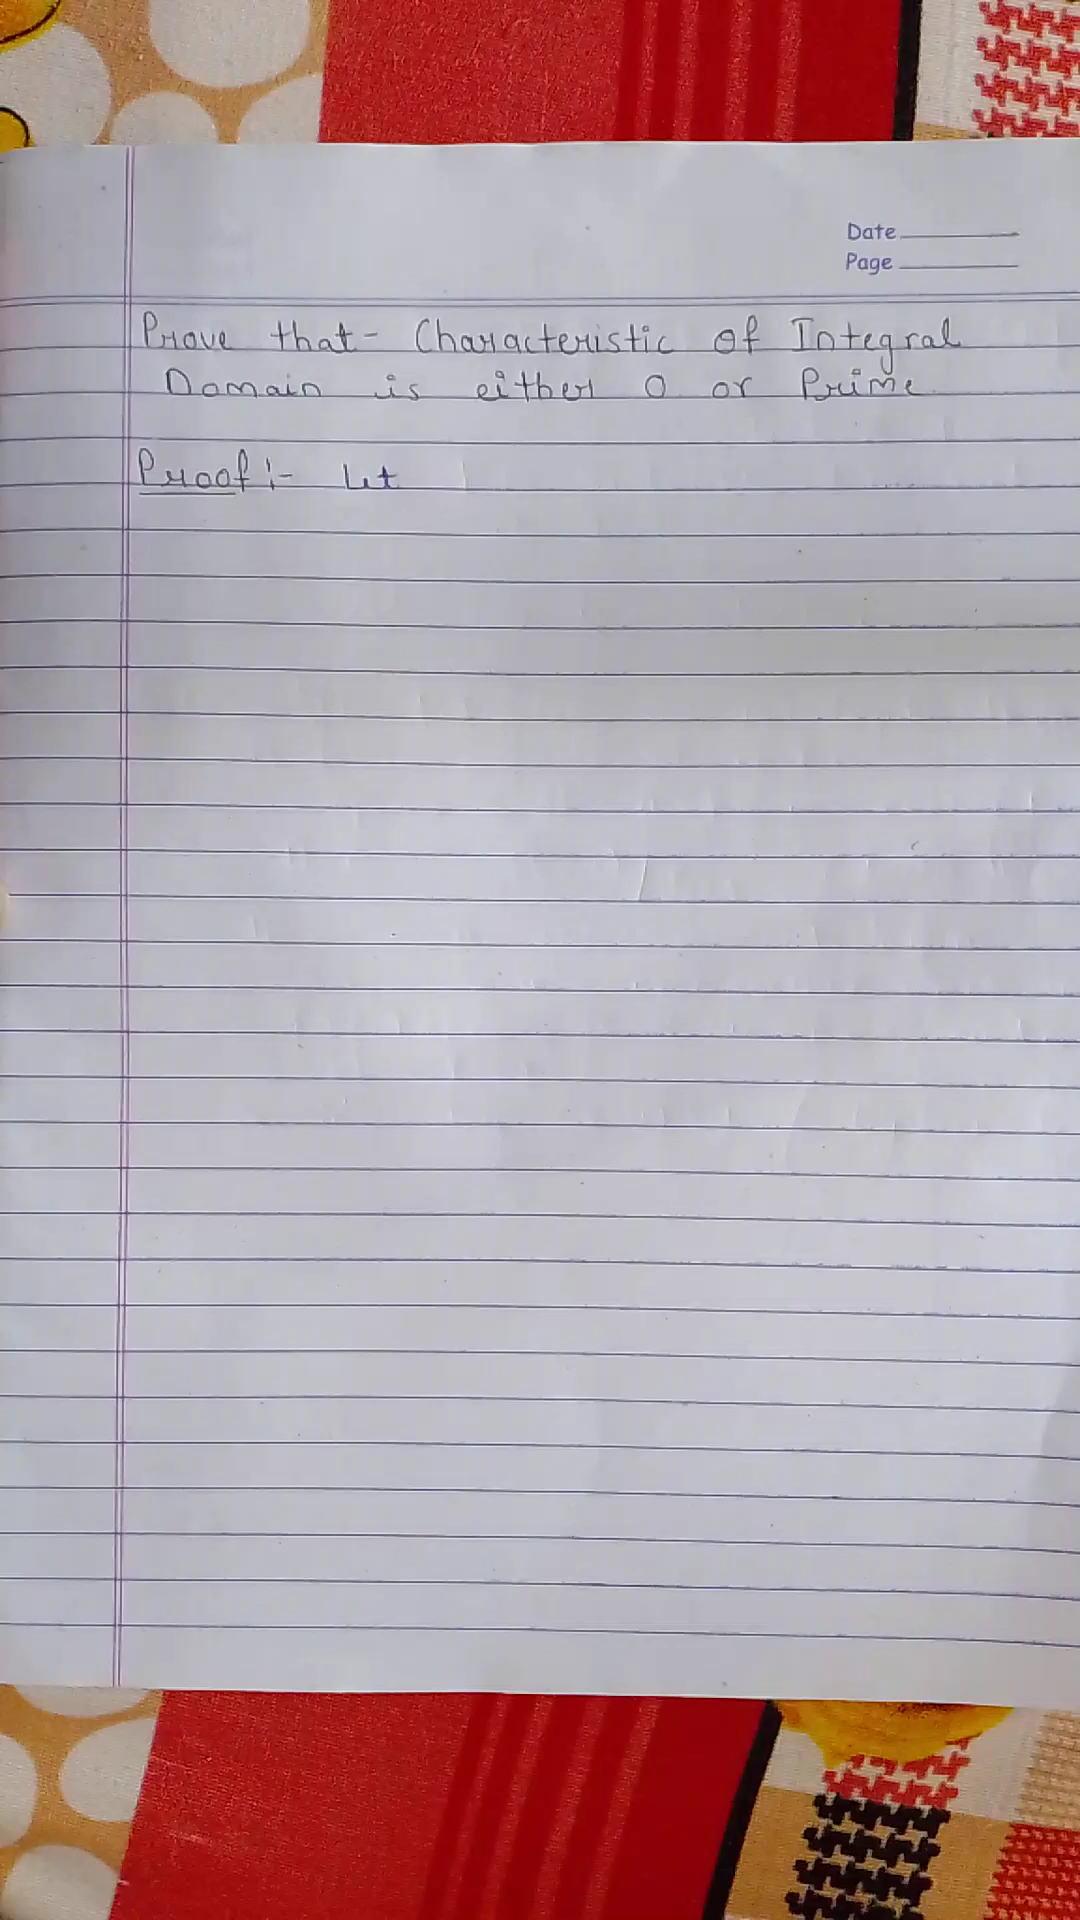 Date
Page
Prove that - Characteristic of Integral
Domain is either 0 or Prime
Proof :- Let